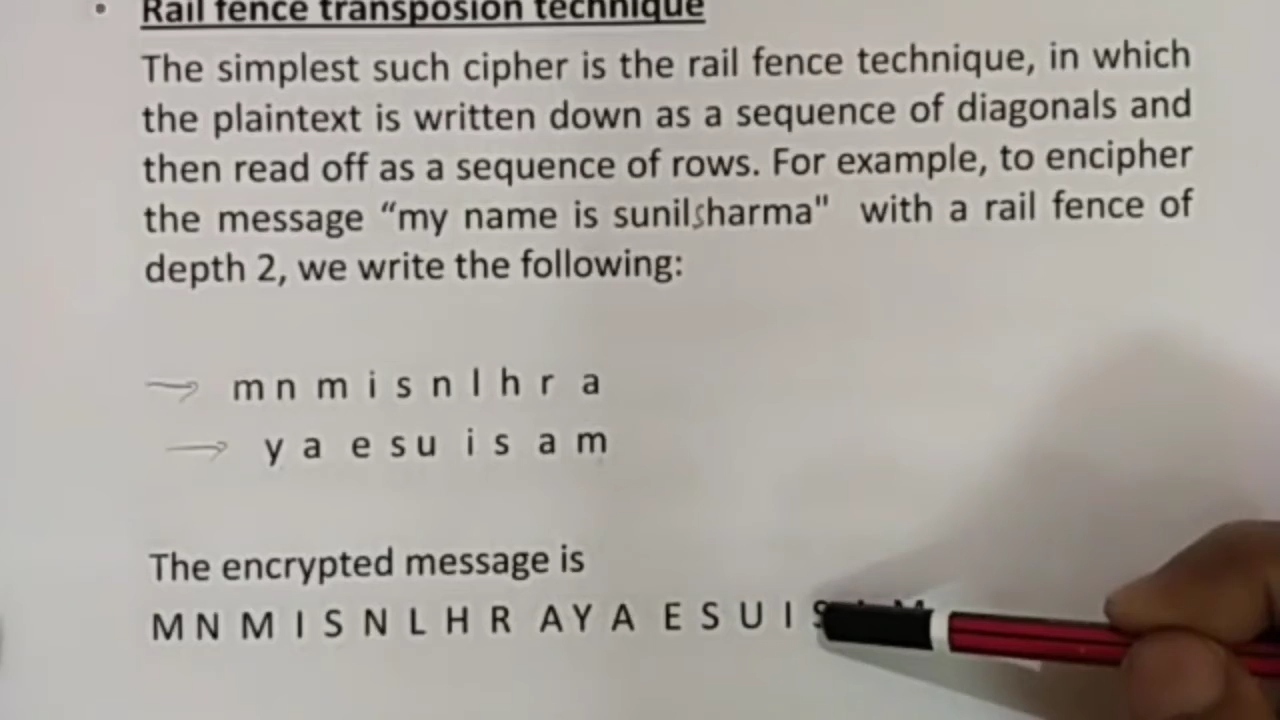 • Rail fence transposion technique
The simplest such cipher is the rail fence technique, in which
the plaintext is written down as a sequence of diagonals and
then read off as a sequence of rows. For example, to encipher
the message “my name is sunilsharma" with a rail fence of
depth 2, we write the following:
m n m i s n l h r a
y a e s u i s a m
The encrypted message is
M N M I S N L H R A Y A E S U I S